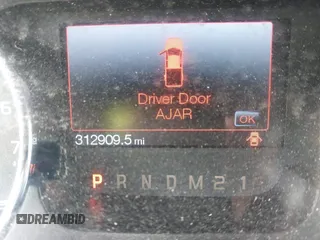 Driver Door
AJAR
OK
312909.5 mi
P R N D M 2 1
DREAMBID